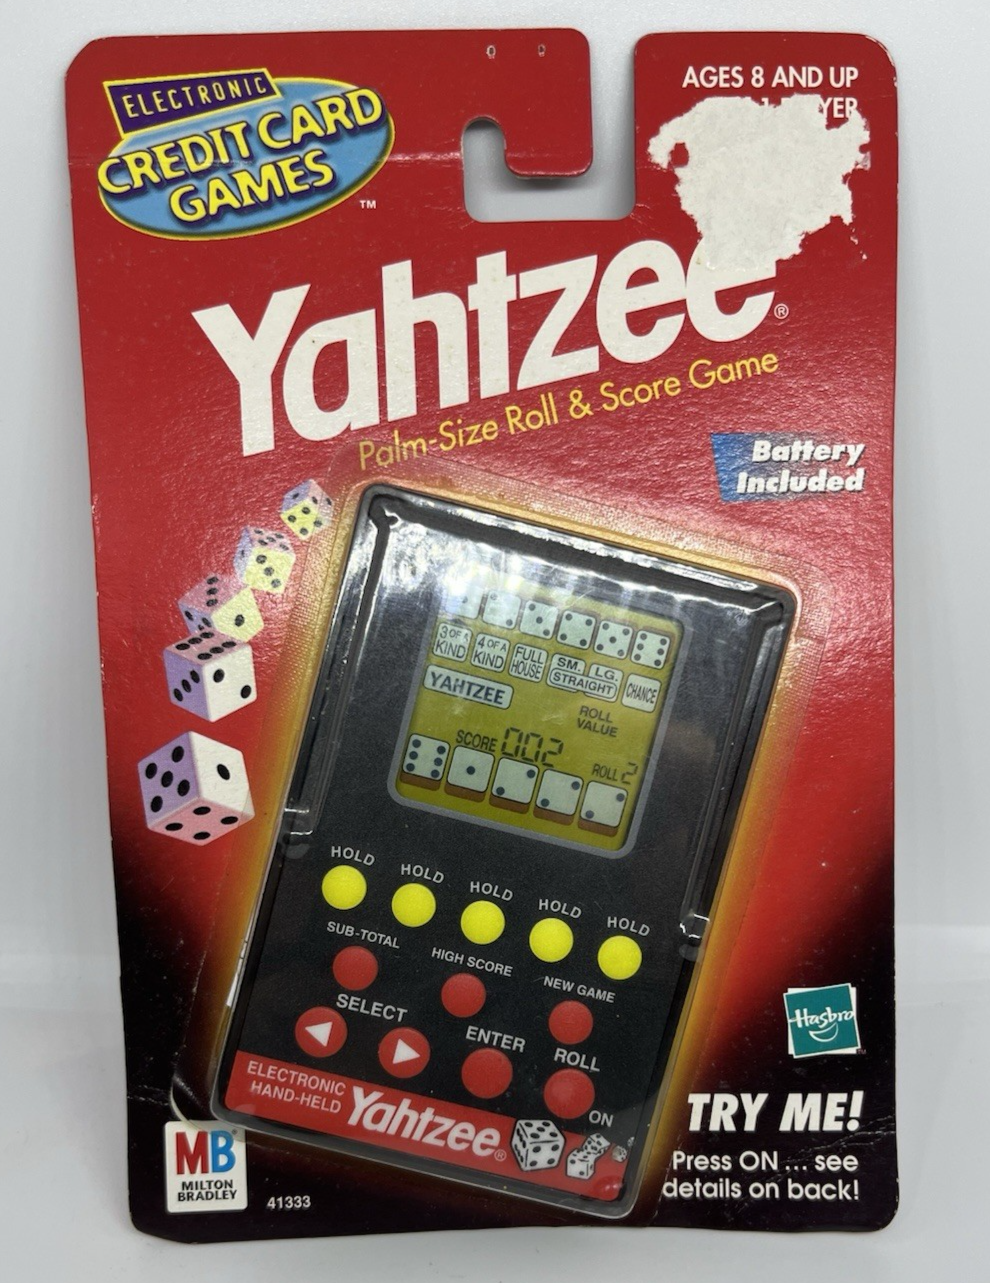 ELECTRONIC
CREDIT CARD
GAMES
TM
AGES 8 AND UP
Yahtzee®
Palm-Size Roll & Score Game
Battery
Included
3 OF A KIND
4 OF A KIND
FULL HOUSE
SM. LG.
STRAIGHT
CHANCE
YAHTZEE
ROLL
VALUE
SCORE 002
ROLL 2
HOLD HOLD HOLD HOLD HOLD
SUB-TOTAL HIGH SCORE NEW GAME
SELECT ENTER ROLL
ON
ELECTRONIC
HAND-HELD
Yahtzee®
Hasbro
TM
TRY ME!
Press ON ... see
details on back!
MB
MILTON
BRADLEY
41333